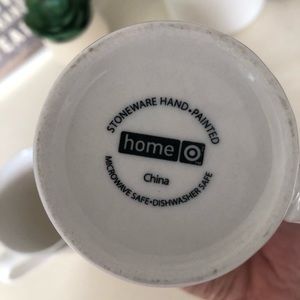 STONEWARE HAND•PAINTED
home
China
MICROWAVE SAFE•DISHWASHER SAFE